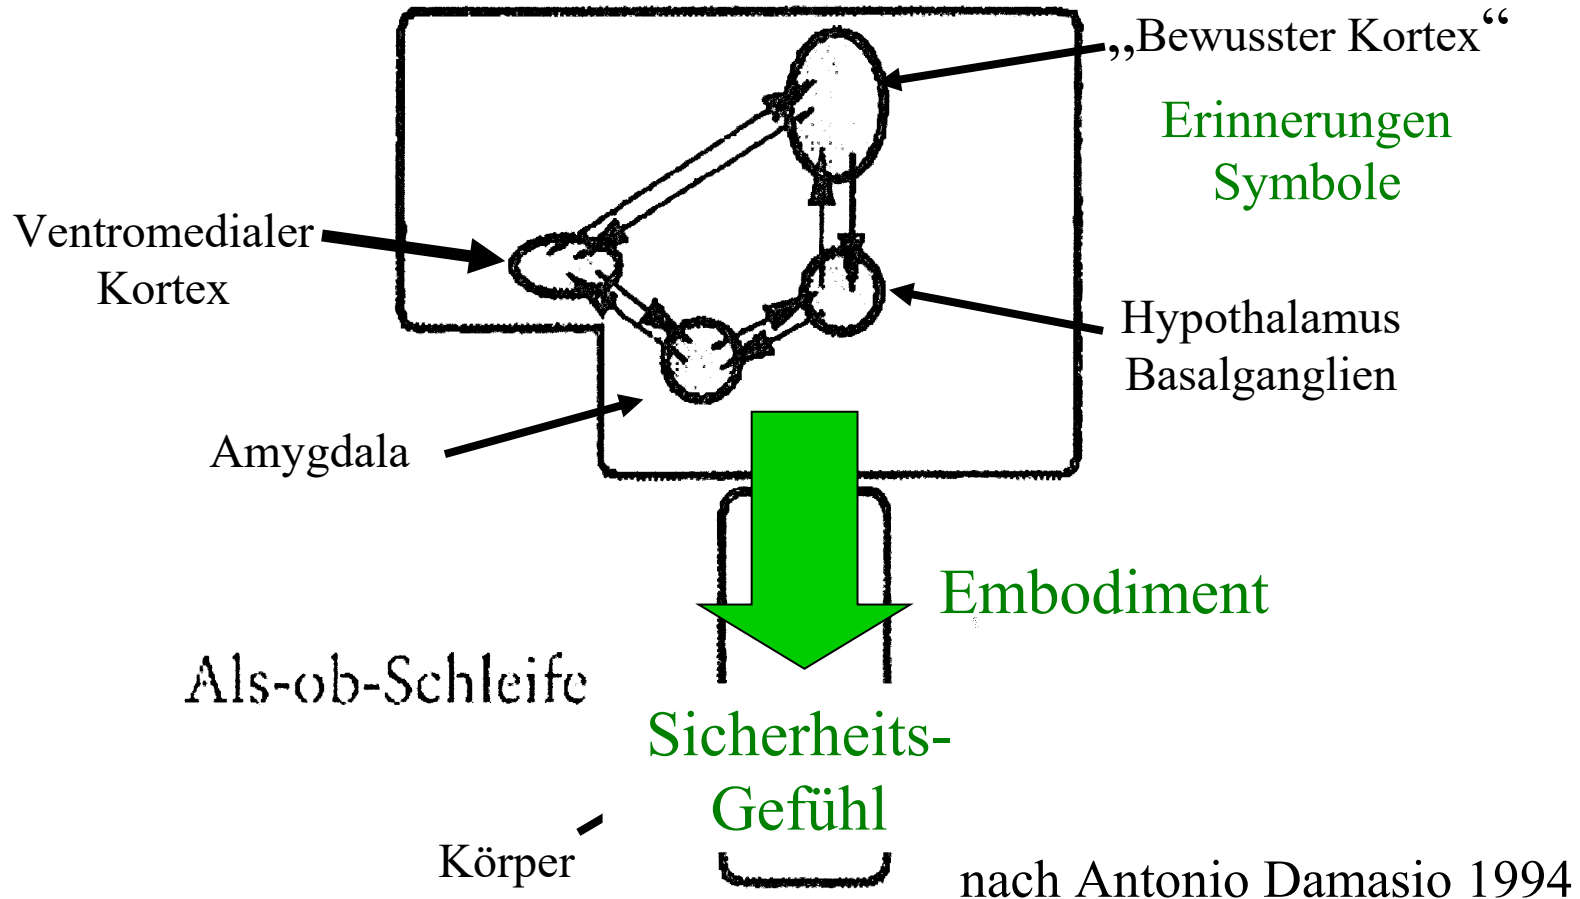 „Bewusster Kortex“
Erinnerungen
Symbole
Ventromedialer
Kortex
Hypothalamus
Basalganglien
Amygdala
Embodiment
Als-ob-Schleife
Sicherheits-
Gefühl
Körper
nach Antonio Damasio 1994